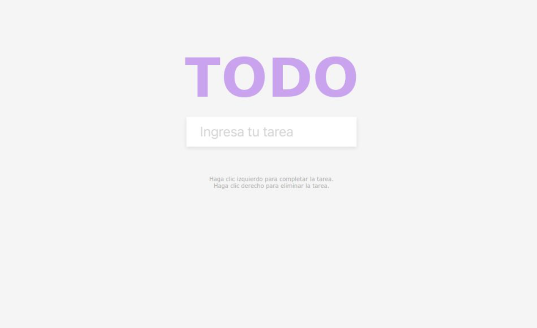 TODO
Ingresa tu tarea
Haga clic izquierdo para completar la tarea.
Haga clic derecho para eliminar la tarea.